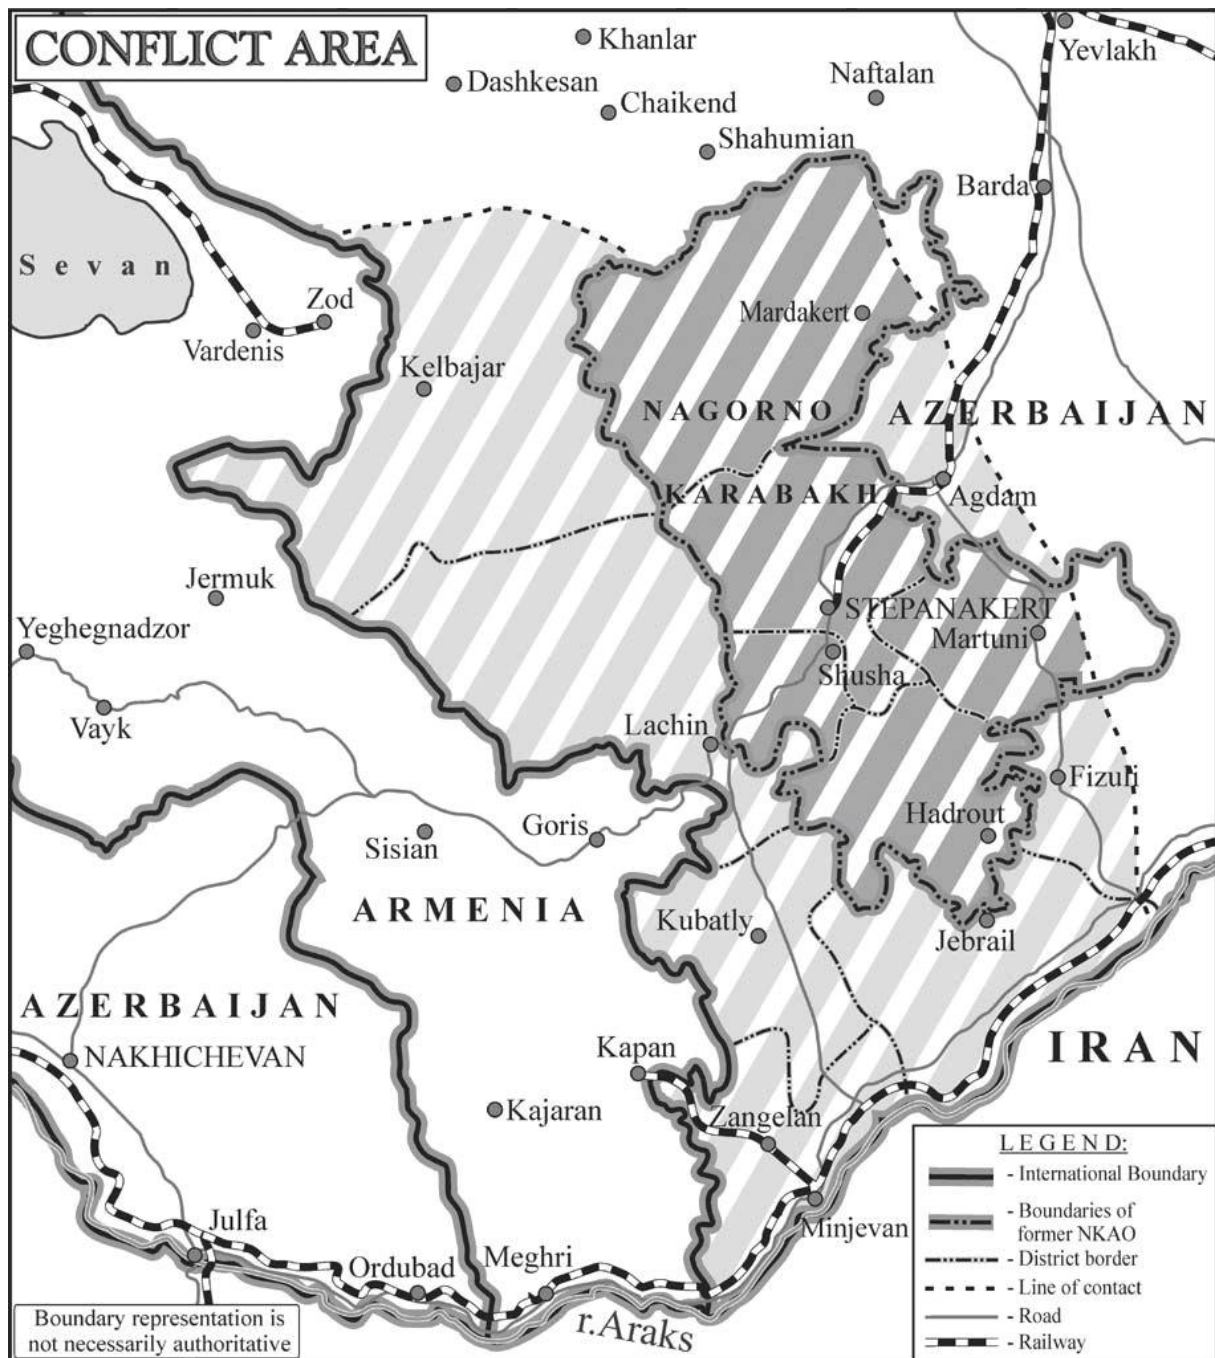 CONFLICT AREA
Khanlar
Yevlakh
Dashkesan
Naftalan
Chaikend
Shahumian
Barda
Sevan
Zod
Mardakert
Vardenis
Kelbajar
NAGORNO
AZERBAIJAN
KARABAKH
Agdam
Jermuk
STEPANAKERT
Yeghegnadzor
Martuni
Shusha
Vayk
Lachin
Fizuli
Hadrout
Goris
Sisian
ARMENIA
Kubatly
Jebrail
AZERBAIJAN
IRAN
NAKHICHEVAN
Kapan
Kajaran
Zangelan
Minjevan
Julfa
Meghri
Ordubad
r.Araks
LEGEND:
- International Boundary
- Boundaries of
former NKAO
- District border
- Line of contact
- Road
- Railway
Boundary representation is
not necessarily authoritative